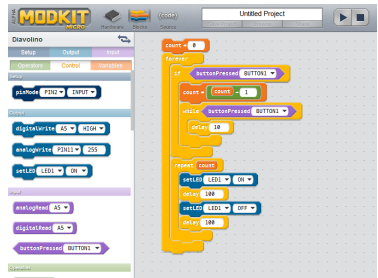 MODKIT
MICRO
Hardware
Blocks
(code)
Source
Untitled Project
Diavolino
Setup Output Input
Operators Control Variables
Setup
pinMode PIN2 INPUT
Output
digitalWrite A5 HIGH
analogWrite PIN11 255
setLED LED1 ON
Input
analogRead A5
digitalRead A5
buttonPressed BUTTON1
Operators
count = 0
forever
if buttonPressed BUTTON1
count = count + 1
while buttonPressed BUTTON1
delay 10
repeat count
setLED LED1 ON
delay 100
setLED LED1 OFF
delay 100